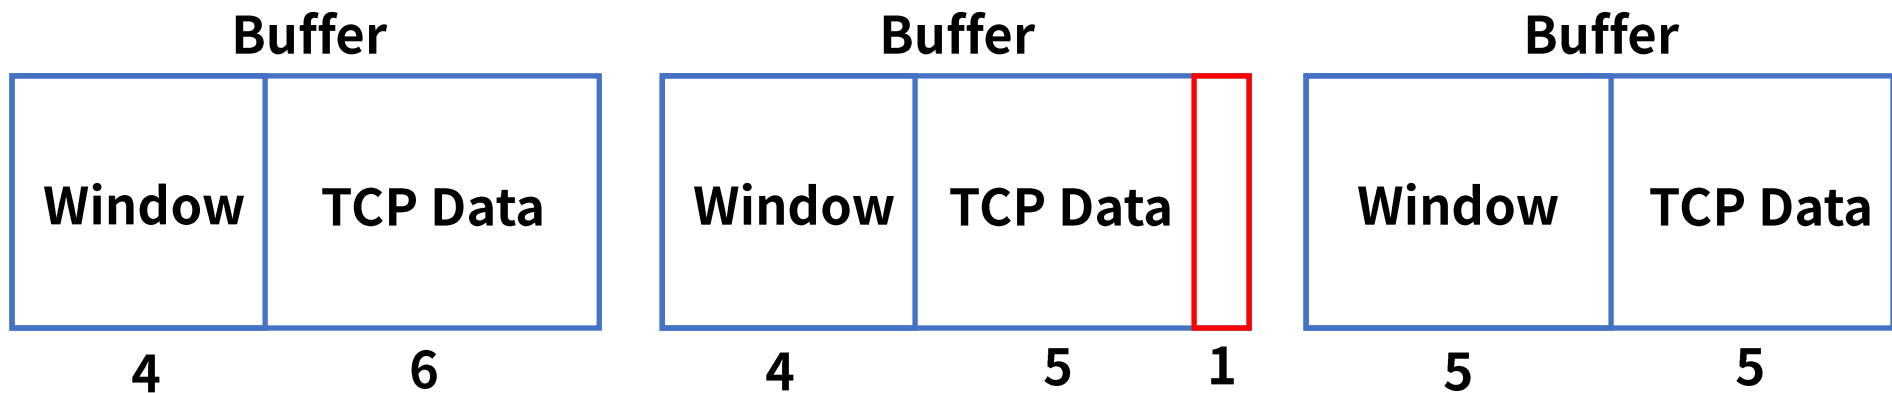 Buffer
Buffer
Buffer
Window
TCP Data
Window
TCP Data
Window
TCP Data
4
6
4
5
1
5
5